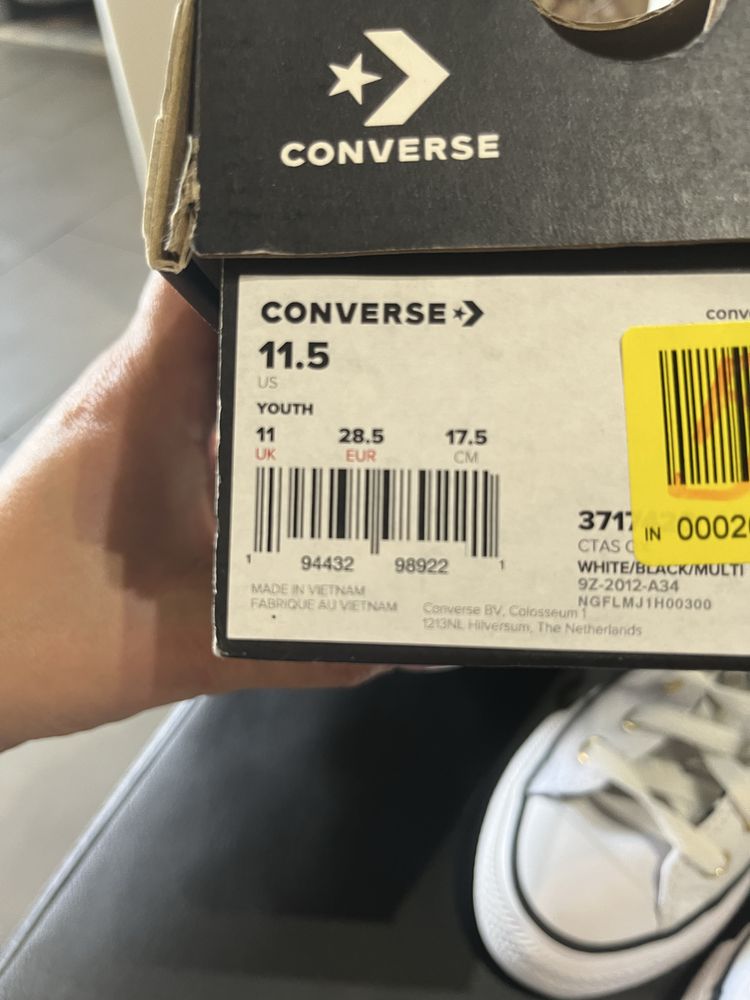 CONVERSE
CONVERSE
11.5
US
YOUTH
11 28.5 17.5
UK EUR CM
1 94432 98922 1
MADE IN VIETNAM
FABRIQUE AU VIETNAM
Converse BV, Colosseum 1
1213NL Hilversum, The Netherlands
CTAS
WHITE/BLACK/MULTI
9Z-2012-A34
NGFLMJ1H00300
IN